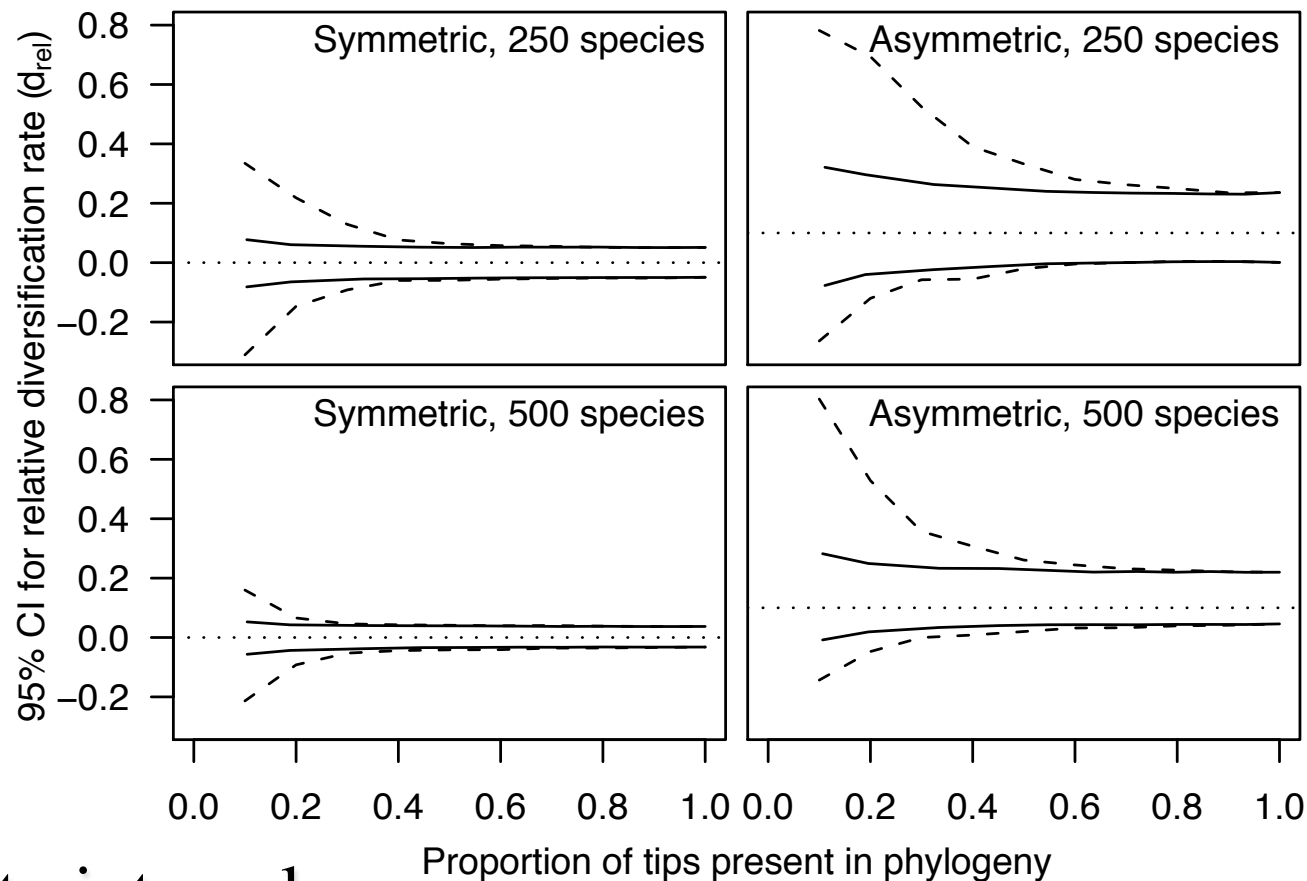 95% CI for relative diversification rate (d_rel)
Symmetric, 250 species
0.8
0.6
0.4
0.2
0.0
−0.2
Asymmetric, 250 species
Symmetric, 500 species
0.8
0.6
0.4
0.2
0.0
−0.2
Asymmetric, 500 species
0.0 0.2 0.4 0.6 0.8 1.0 0.0 0.2 0.4 0.6 0.8 1.0
Proportion of tips present in phylogeny